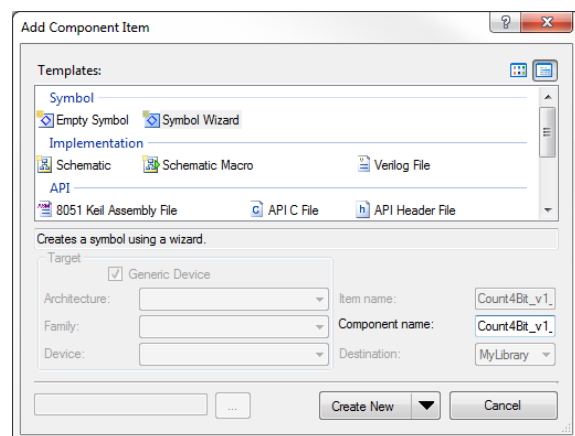 Add Component Item
Templates:
Symbol
Empty Symbol Symbol Wizard
Implementation
Schematic Schematic Macro Verilog File
API
8051 Keil Assembly File API C File API Header File
Creates a symbol using a wizard.
Target
Generic Device
Architecture: Item name: Count4Bit_v1_
Family: Component name: Count4Bit_v1_
Device: Destination: MyLibrary
... Create New Cancel